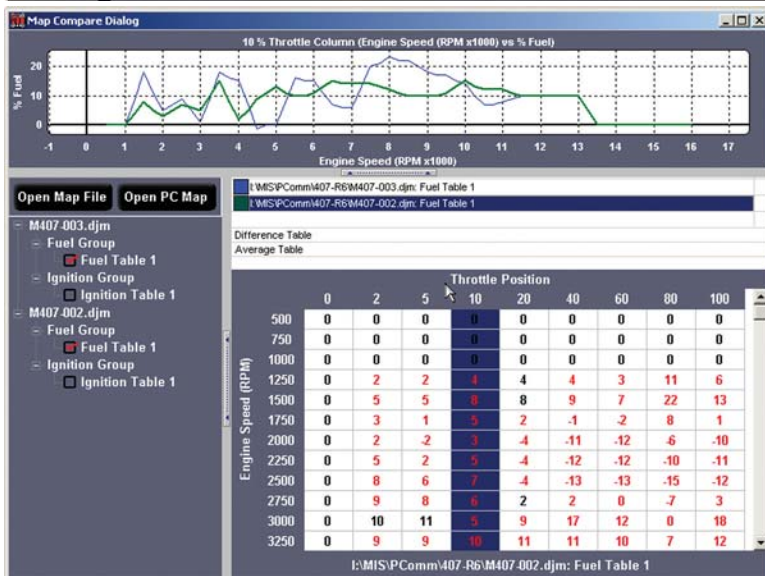 Map Compare Dialog
10 % Throttle Column (Engine Speed (RPM x1000) vs % Fuel)
% Fuel
20
10
0
-1 0 1 2 3 4 5 6 7 8 9 10 11 12 13 14 15 16 17
Engine Speed (RPM x1000)
Open Map File Open PC Map
M407-003.djm
Fuel Group
Fuel Table 1
Ignition Group
Ignition Table 1
M407-002.djm
Fuel Group
Fuel Table 1
Ignition Group
Ignition Table 1
I:\MIS\PComm\407-R6\M407-003.djm: Fuel Table 1
I:\MIS\PComm\407-R6\M407-002.djm: Fuel Table 1
Difference Table
Average Table
Throttle Position
0 2 5 10 20 40 60 80 100
Engine Speed (RPM)
500 0 0 0 0 0 0 0 0 0
750 0 0 0 0 0 0 0 0 0
1000 0 0 0 0 0 0 0 0 0
1250 0 2 2 4 4 4 3 11 6
1500 0 5 5 8 8 9 7 22 13
1750 0 3 1 5 2 -1 -2 8 1
2000 0 2 -2 3 -4 -11 -12 -6 -10
2250 0 5 2 5 -4 -12 -12 -10 -11
2500 0 8 6 7 -4 -13 -13 -15 -12
2750 0 9 8 6 2 2 0 -7 3
3000 0 10 11 5 9 17 12 0 18
3250 0 9 9 10 11 11 10 7 12
I:\MIS\PComm\407-R6\M407-002.djm: Fuel Table 1